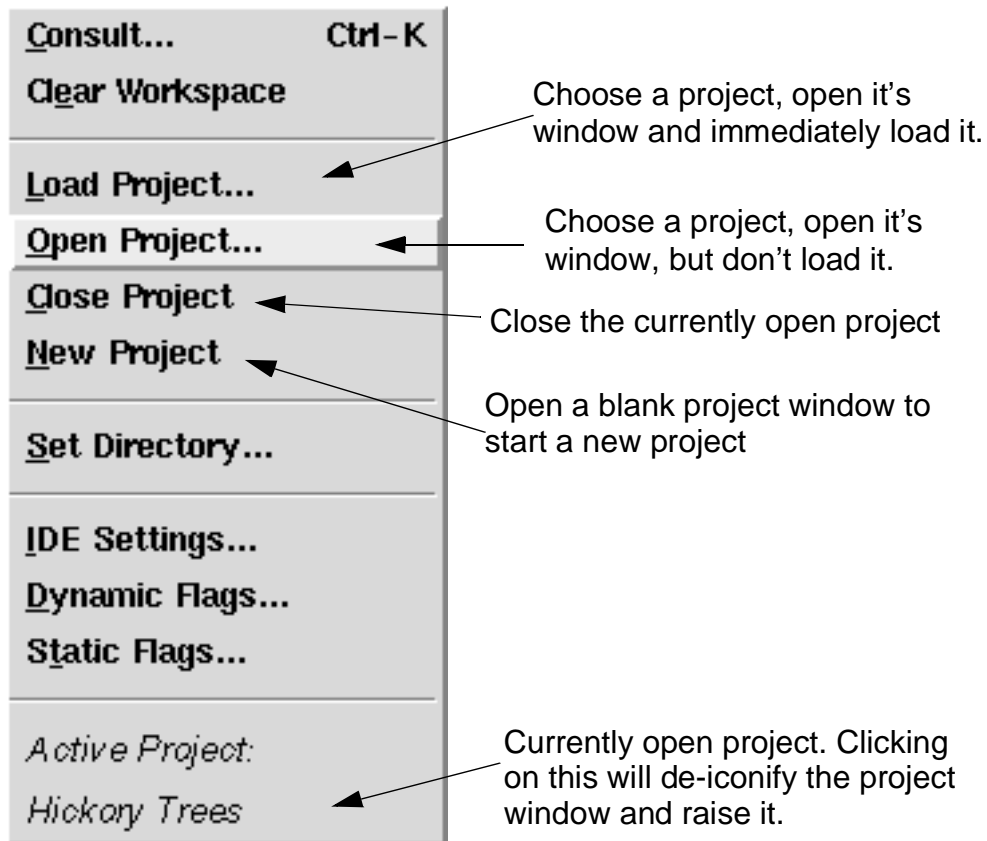 Consult... Ctrl-K
Clear Workspace
Choose a project, open it's
window and immediately load it.
Load Project...
Choose a project, open it's
window, but don't load it.
Open Project...
Close Project
Close the currently open project
New Project
Open a blank project window to
start a new project
Set Directory...
IDE Settings...
Dynamic Flags...
Static Flags...
Active Project:
Hickory Trees
Currently open project. Clicking
on this will de-iconify the project
window and raise it.